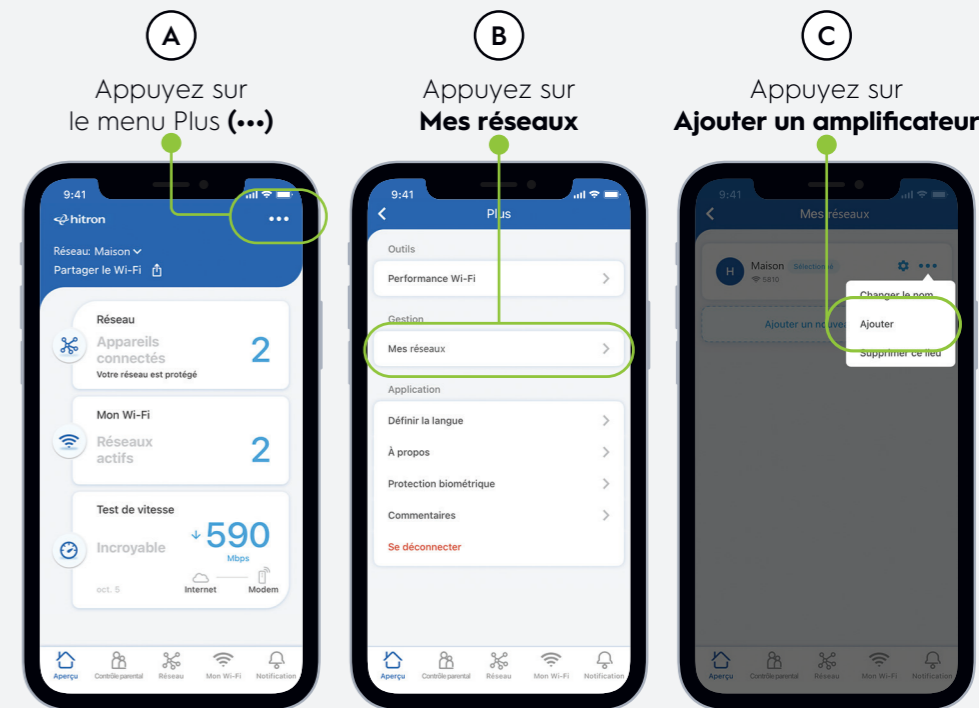 A
Appuyez sur
le menu Plus (•••)
9:41
hitron
•••
Réseau: Maison
Partager le Wi-Fi
Réseau
Appareils
connectés
2
Votre réseau est protégé
Mon Wi-Fi
Réseaux
actifs
2
Test de vitesse
Incroyable
590
Mbps
oct. 5
Internet
Modem
Aperçu
Contrôle parental
Réseau
Mon Wi-Fi
Notification
B
Appuyez sur
Mes réseaux
9:41
Plus
Outils
Performance Wi-Fi
Gestion
Mes réseaux
Application
Définir la langue
À propos
Protection biométrique
Commentaires
Se déconnecter
Aperçu
Contrôle parental
Réseau
Mon Wi-Fi
Notification
C
Appuyez sur
Ajouter un amplificateur
9:41
Mes réseaux
H
Maison
Sélectionné
•••
5810
Changer le nom
Ajouter un nouvea
Ajouter
Supprimer ce lieu
Aperçu
Contrôle parental
Réseau
Mon Wi-Fi
Notification